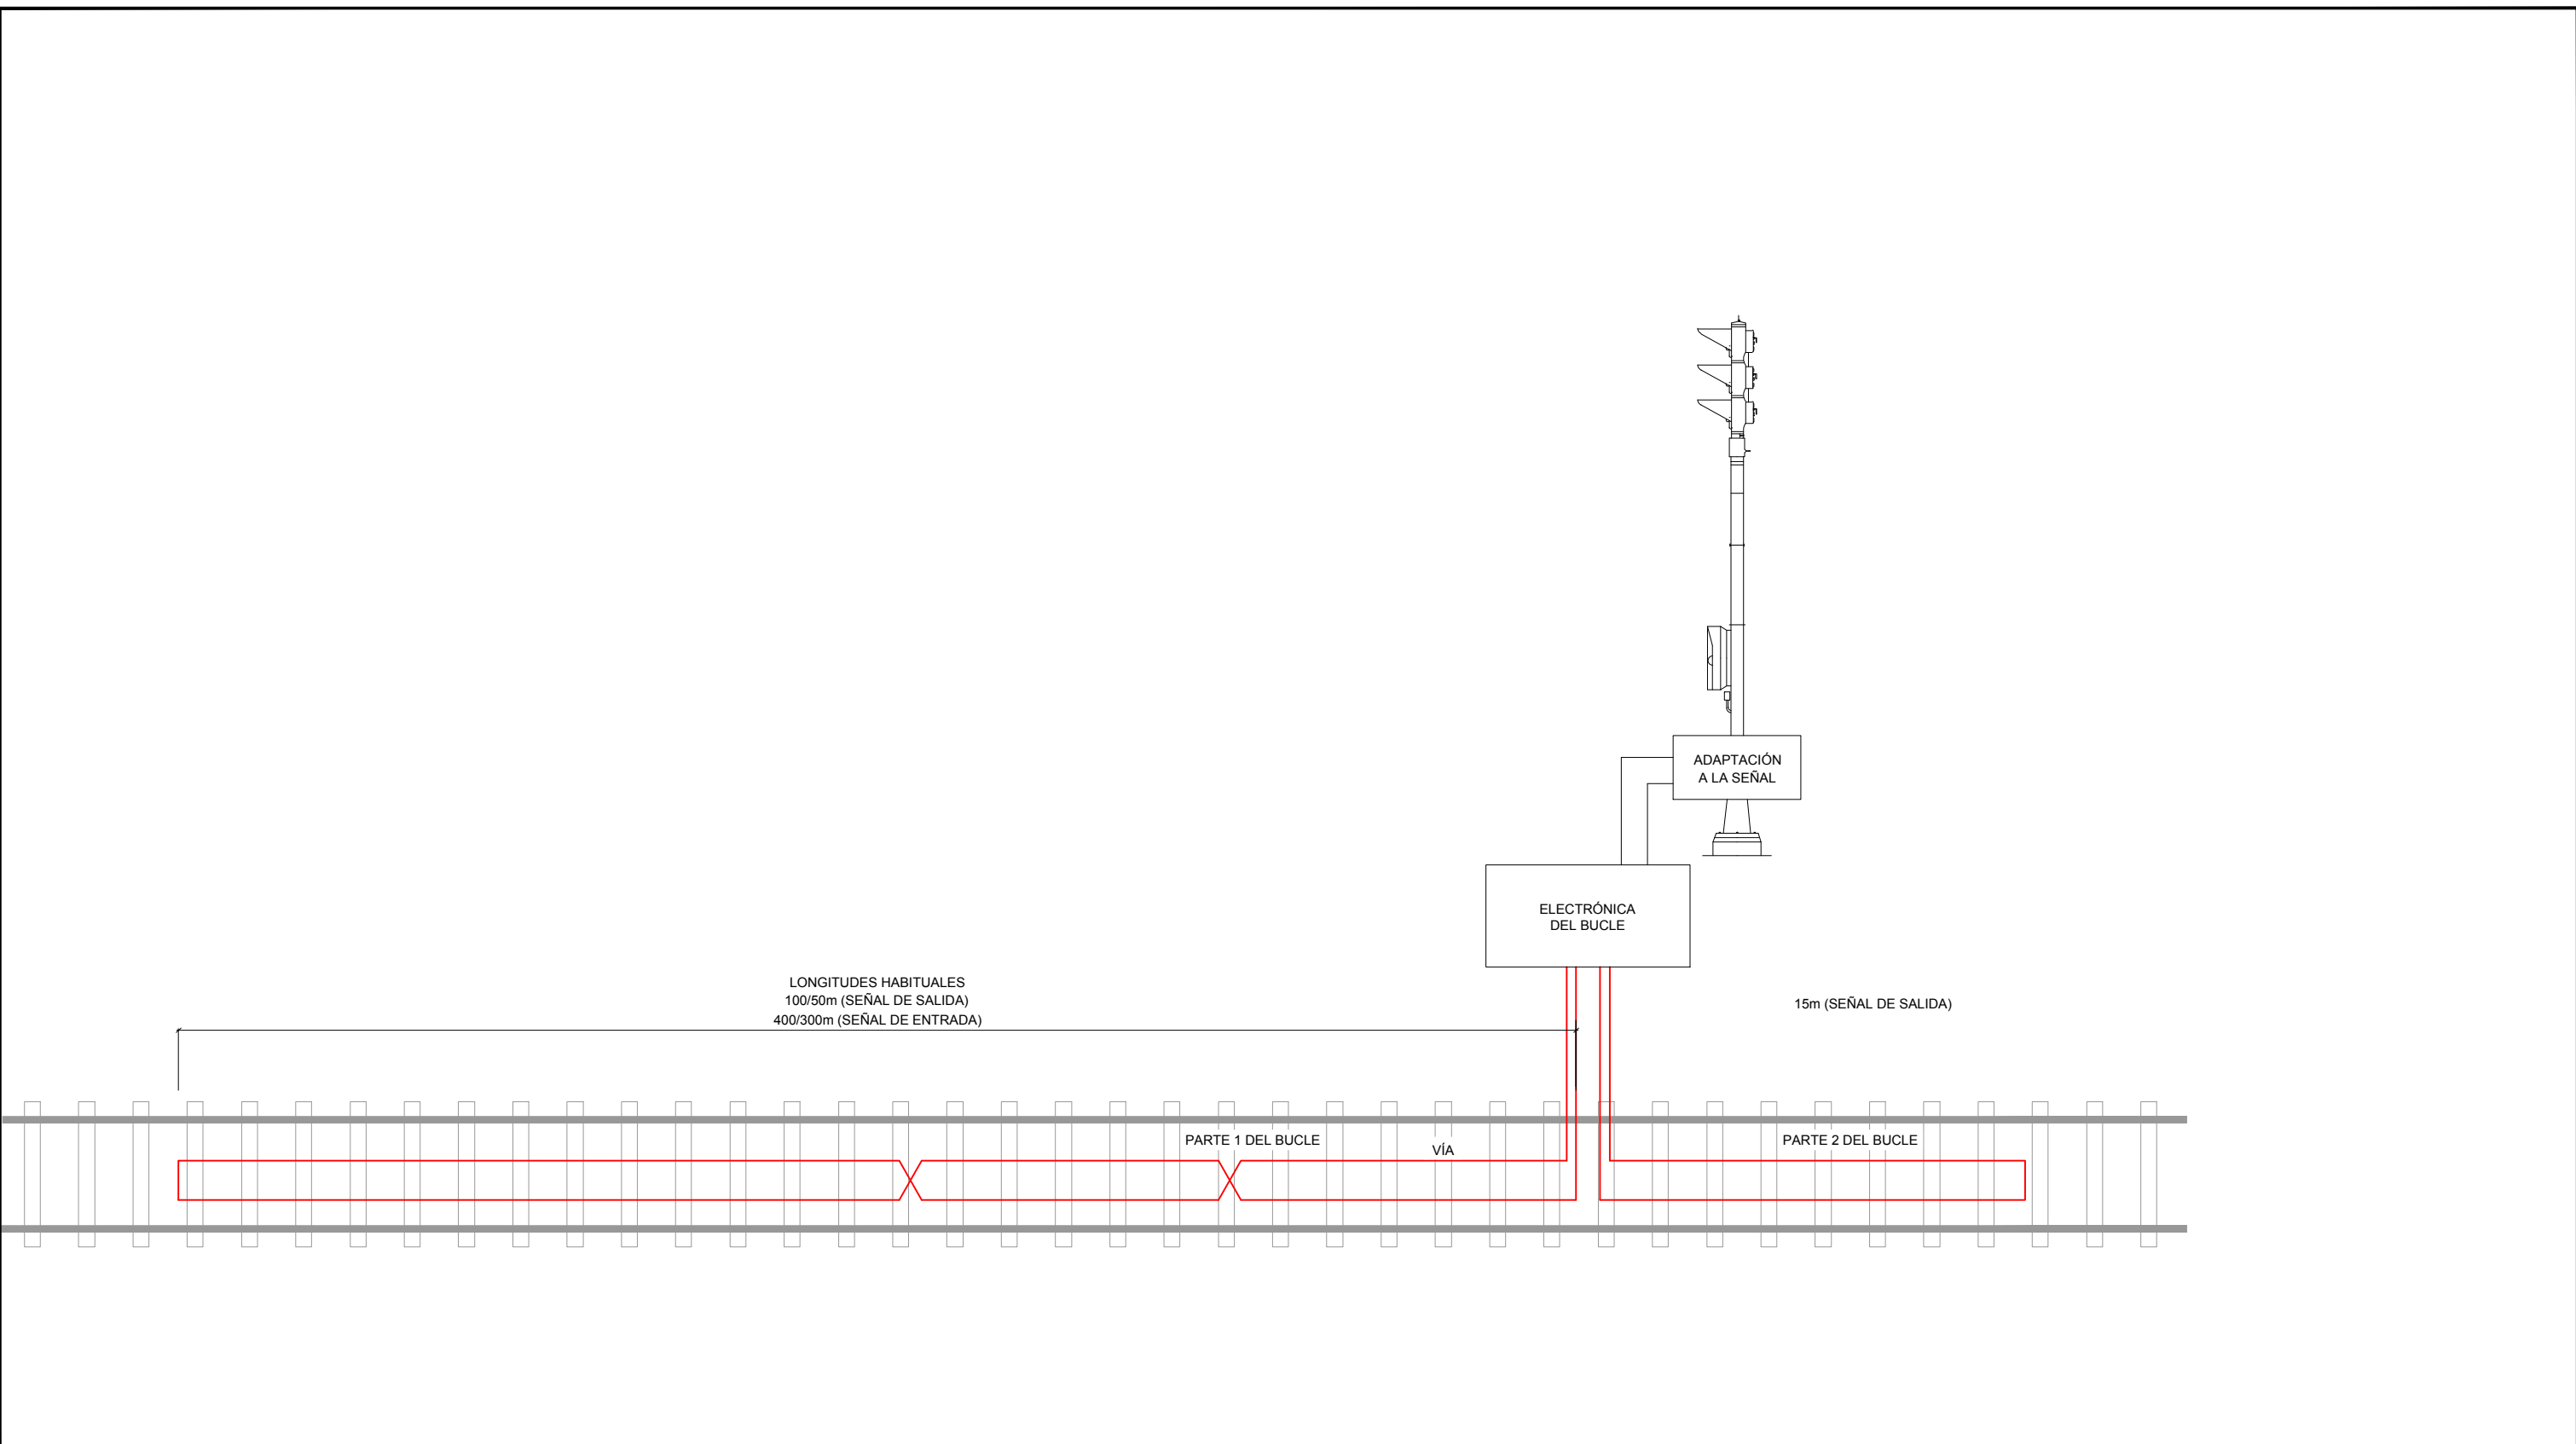 ADAPTACIÓN
A LA SEÑAL
ELECTRÓNICA
DEL BUCLE
LONGITUDES HABITUALES
100/50m (SEÑAL DE SALIDA)
400/300m (SEÑAL DE ENTRADA)
15m (SEÑAL DE SALIDA)
PARTE 1 DEL BUCLE
VÍA
PARTE 2 DEL BUCLE